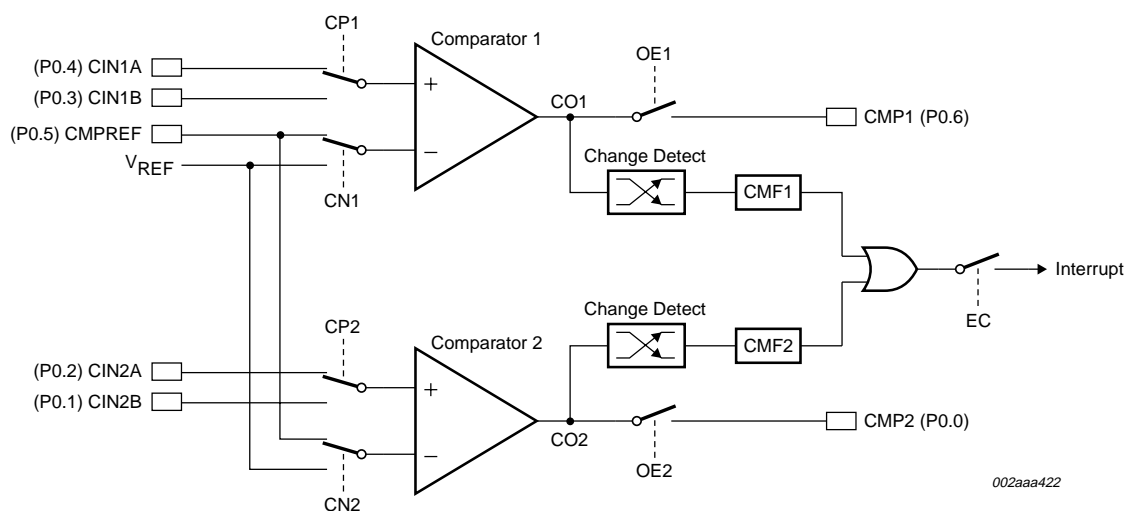 CP1
Comparator 1
OE1
(P0.4) CIN1A
(P0.3) CIN1B
+
CO1
CMP1 (P0.6)
(P0.5) CMPREF
−
VREF
Change Detect
CN1
CMF1
Interrupt
EC
Change Detect
CP2
Comparator 2
CMF2
(P0.2) CIN2A
+
(P0.1) CIN2B
CMP2 (P0.0)
CO2
−
OE2
CN2
002aaa422